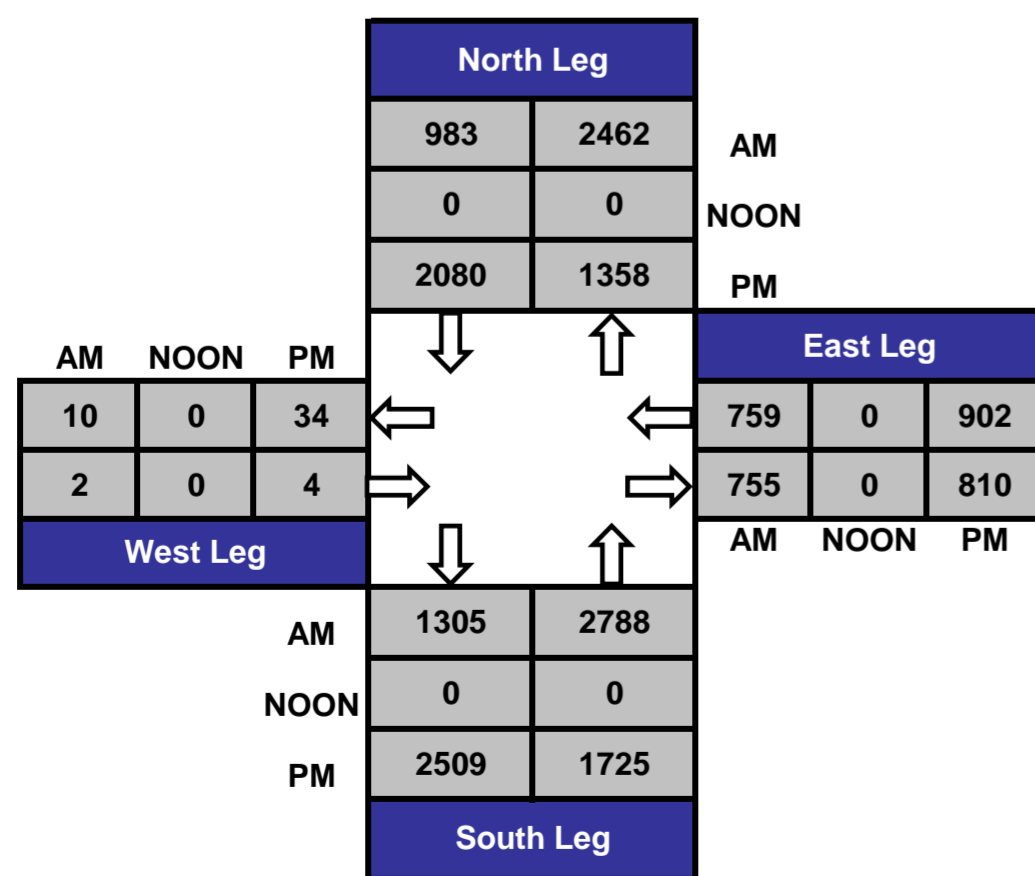 North Leg
983 2462 AM
0 0 NOON
2080 1358 PM
AM NOON PM
East Leg
10 0 34
759 0 902
2 0 4
755 0 810
West Leg
AM NOON PM
AM 1305 2788
NOON 0 0
PM 2509 1725
South Leg